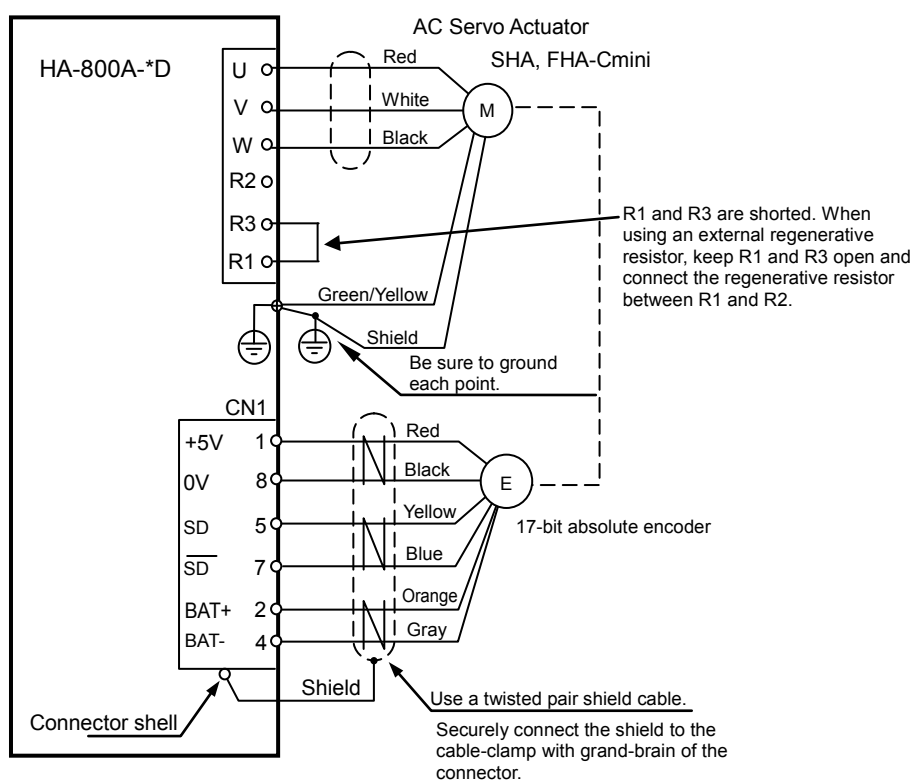 AC Servo Actuator
SHA, FHA-Cmini
HA-800A-*D
U
Red
V
White
M
W
Black
R2
R3
R1
R1 and R3 are shorted. When
using an external regenerative
resistor, keep R1 and R3 open and
connect the regenerative resistor
between R1 and R2.
Green/Yellow
Shield
Be sure to ground
each point.
CN1
+5V 1 Red
0V 8 Black
E
SD 5 Yellow
17-bit absolute encoder
S̅D̅ 7 Blue
BAT+ 2 Orange
BAT- 4 Gray
Shield
Connector shell
Use a twisted pair shield cable.
Securely connect the shield to the
cable-clamp with grand-brain of the
connector.